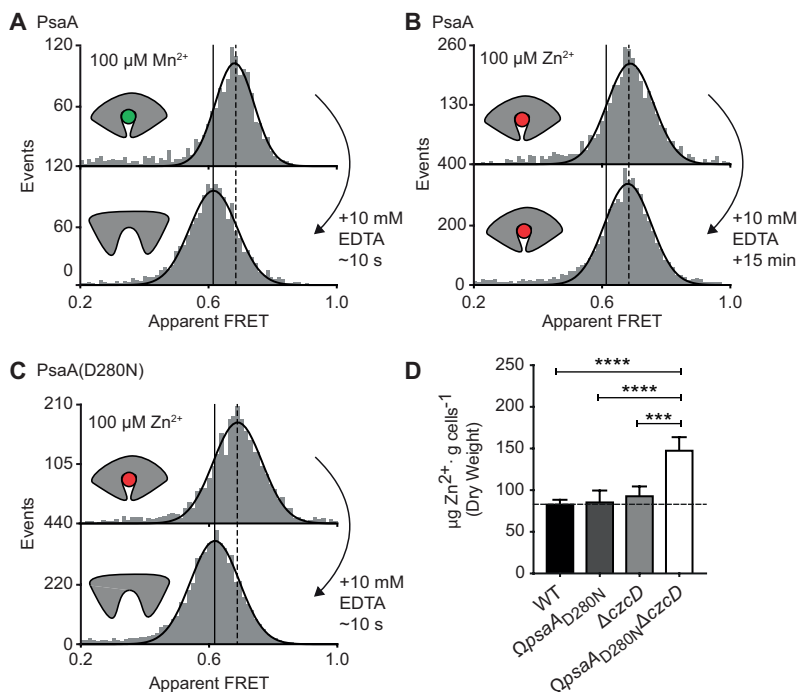 A PsaA
100 µM Mn²⁺
Events
120
60
120
60
0
+10 mM
EDTA
~10 s
0.2 0.6 1.0
Apparent FRET
B PsaA
100 µM Zn²⁺
Events
260
130
400
200
0
+10 mM
EDTA
+15 min
0.2 0.6 1.0
Apparent FRET
C PsaA(D280N)
100 µM Zn²⁺
Events
210
105
440
220
0
+10 mM
EDTA
~10 s
0.2 0.6 1.0
Apparent FRET
D
µg Zn²⁺· g cells⁻¹
(Dry Weight)
250
200
150
100
50
0
****
****
***
WT
ΩpsaA_D280N
ΔczcD
ΩpsaA_D280NΔczcD